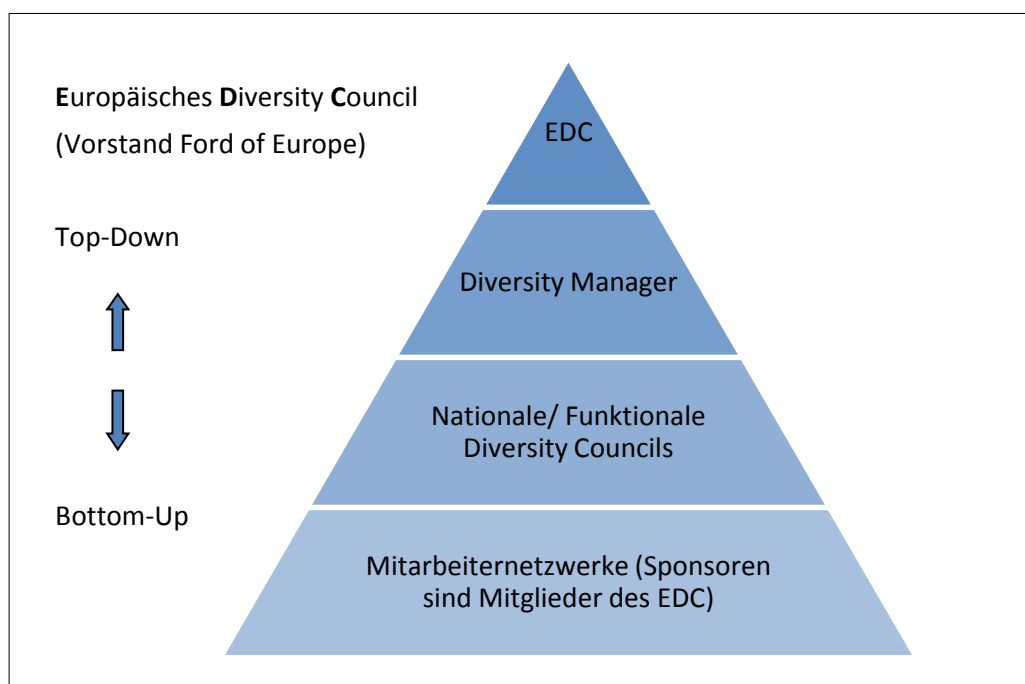 Europäisches Diversity Council
(Vorstand Ford of Europe)
Top-Down
Bottom-Up
EDC
Diversity Manager
Nationale/ Funktionale
Diversity Councils
Mitarbeiternetzwerke (Sponsoren
sind Mitglieder des EDC)